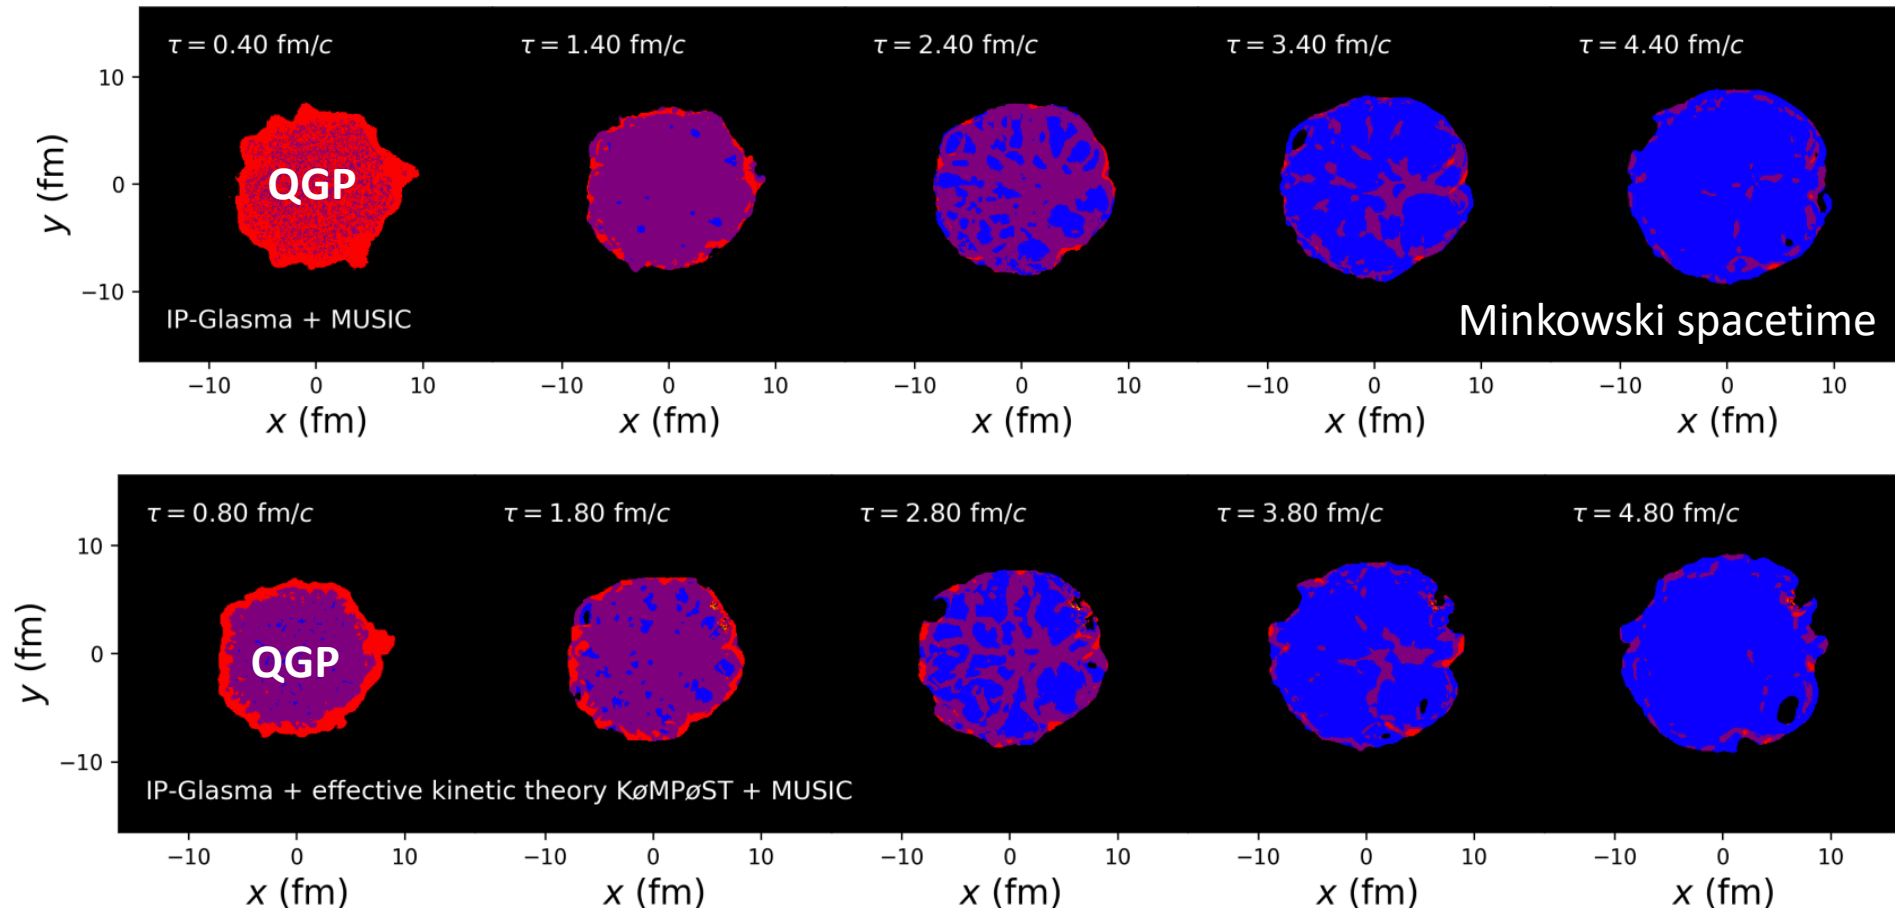 τ = 0.40 fm/c τ = 1.40 fm/c τ = 2.40 fm/c τ = 3.40 fm/c τ = 4.40 fm/c
10
QGP
0
y (fm)
−10
IP-Glasma + MUSIC
Minkowski spacetime
−10 0 10 −10 0 10 −10 0 10 −10 0 10 −10 0 10
x (fm) x (fm) x (fm) x (fm) x (fm)
τ = 0.80 fm/c τ = 1.80 fm/c τ = 2.80 fm/c τ = 3.80 fm/c τ = 4.80 fm/c
10
QGP
0
y (fm)
−10
IP-Glasma + effective kinetic theory KøMPøST + MUSIC
−10 0 10 −10 0 10 −10 0 10 −10 0 10 −10 0 10
x (fm) x (fm) x (fm) x (fm) x (fm)